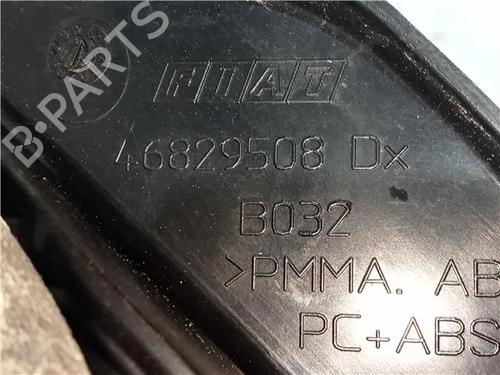 FIAT
46829508 Dx
B032
>PMMA. AB
PC+ABS
B-PARTS